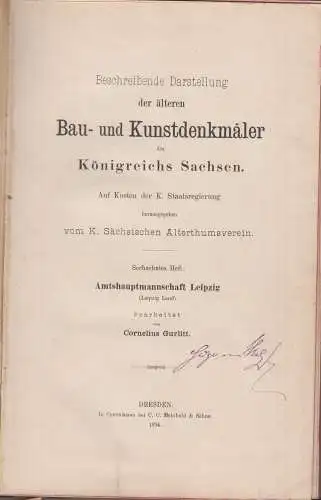 Beschreibende Darstellung
der älteren
Bau- und Kunstdenkmäler
des
Königreichs Sachsen.
Auf Kosten der K. Staatsregierung
herausgegeben
vom K. Sächsischen Alterthumsverein.
Sechzehntes Heft:
Amtshauptmannschaft Leipzig
(Leipzig Land)
Bearbeitet
von
Cornelius Gurlitt.
DRESDEN.
In Commission bei C. C. Meinhold & Söhne.
1894.